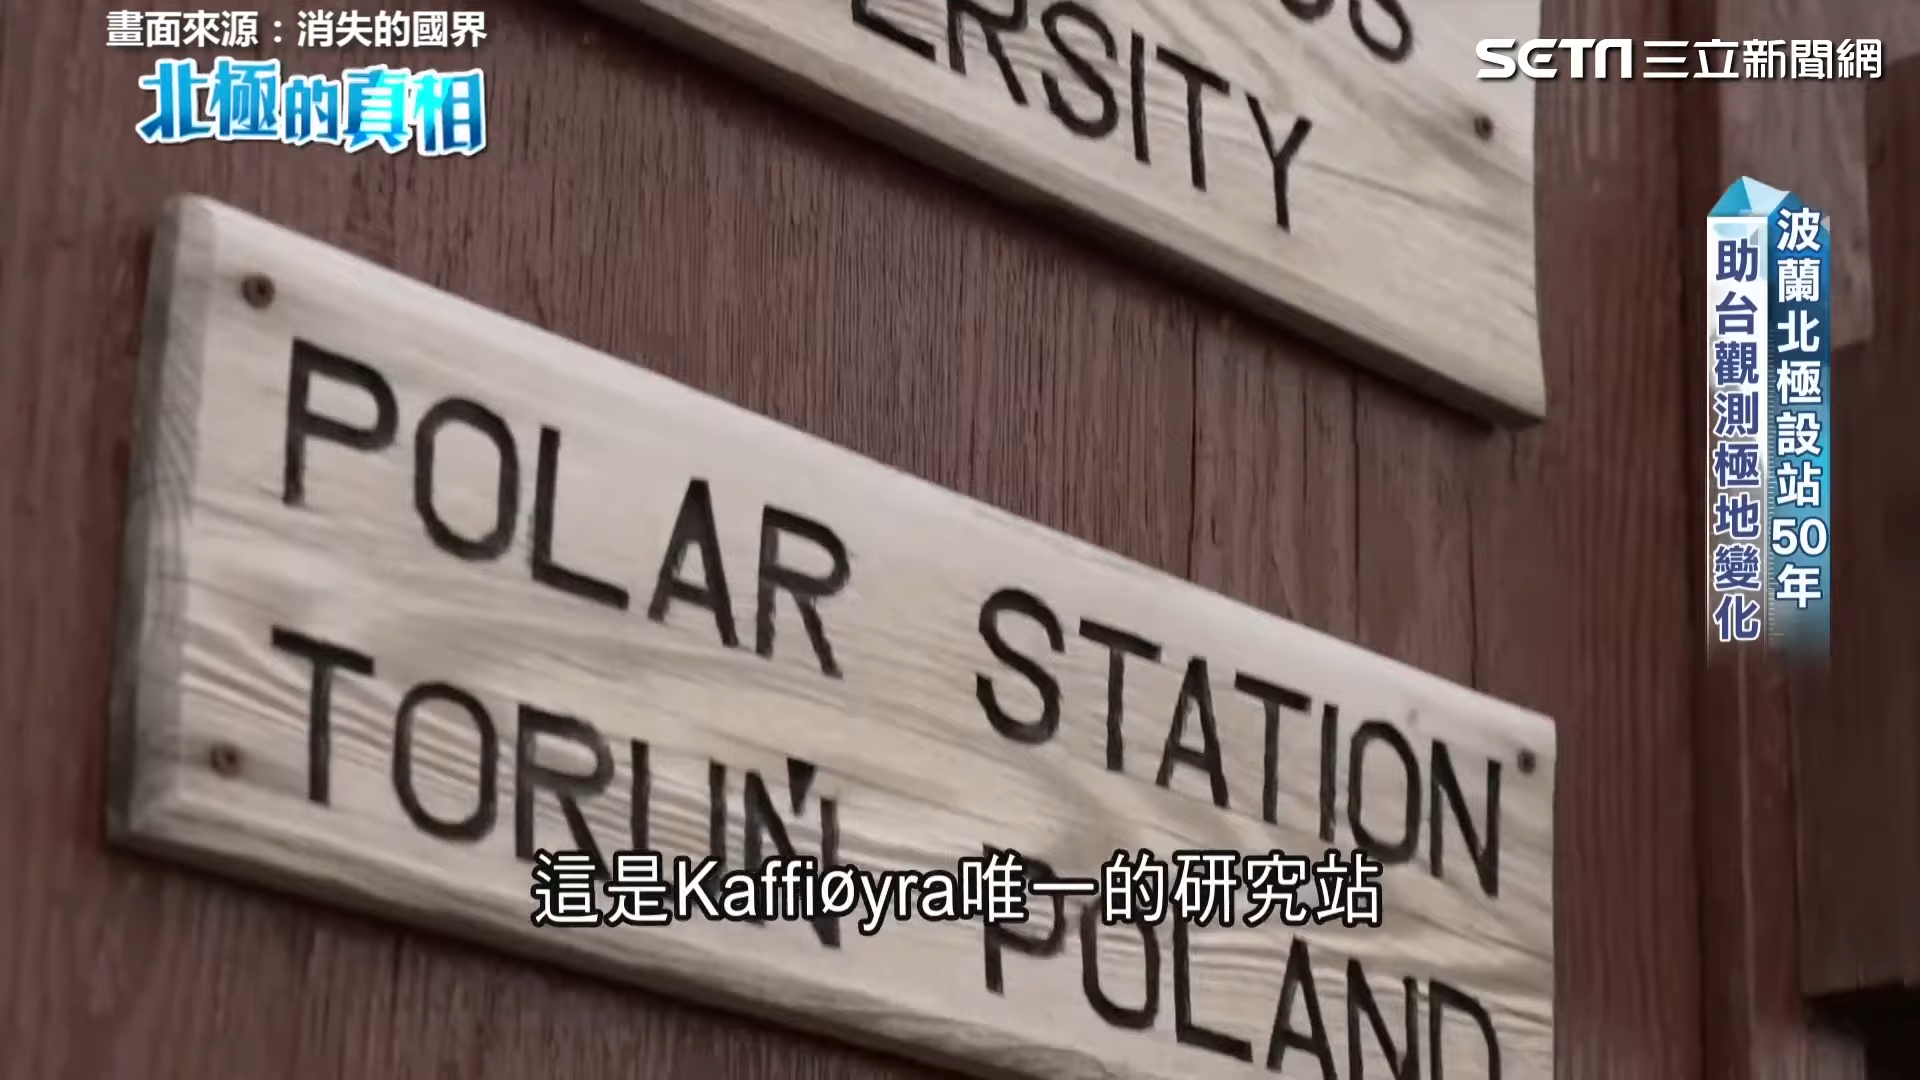 畫面來源：消失的國界
北極的真相
SETN三立新聞網
波蘭北極設站50年
助台觀測極地變化
ERSITY
POLAR STATION
TORUŃ POLAND
這是Kaffiøyra唯一的研究站